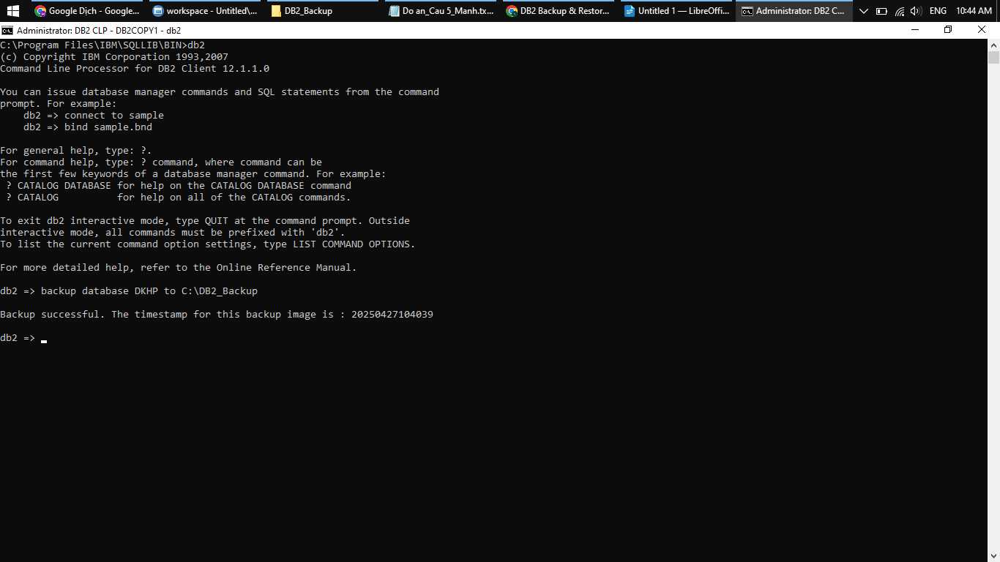 Google Dịch - Google...
workspace - Untitled\...
DB2_Backup
Do an_Cau 5_Manh.tx...
DB2 Backup & Restor...
Untitled 1 — LibreOffi...
Administrator: DB2 C...
ENG
10:44 AM
Administrator: DB2 CLP - DB2COPY1 - db2
C:\Program Files\IBM\SQLLIB\BIN>db2
(c) Copyright IBM Corporation 1993,2007
Command Line Processor for DB2 Client 12.1.1.0
You can issue database manager commands and SQL statements from the command
prompt. For example:
    db2 => connect to sample
    db2 => bind sample.bnd
For general help, type: ?.
For command help, type: ? command, where command can be
the first few keywords of a database manager command. For example:
 ? CATALOG DATABASE for help on the CATALOG DATABASE command
 ? CATALOG          for help on all of the CATALOG commands.
To exit db2 interactive mode, type QUIT at the command prompt. Outside
interactive mode, all commands must be prefixed with 'db2'.
To list the current command option settings, type LIST COMMAND OPTIONS.
For more detailed help, refer to the Online Reference Manual.
db2 => backup database DKHP to C:\DB2_Backup
Backup successful. The timestamp for this backup image is : 20250427104039
db2 =>